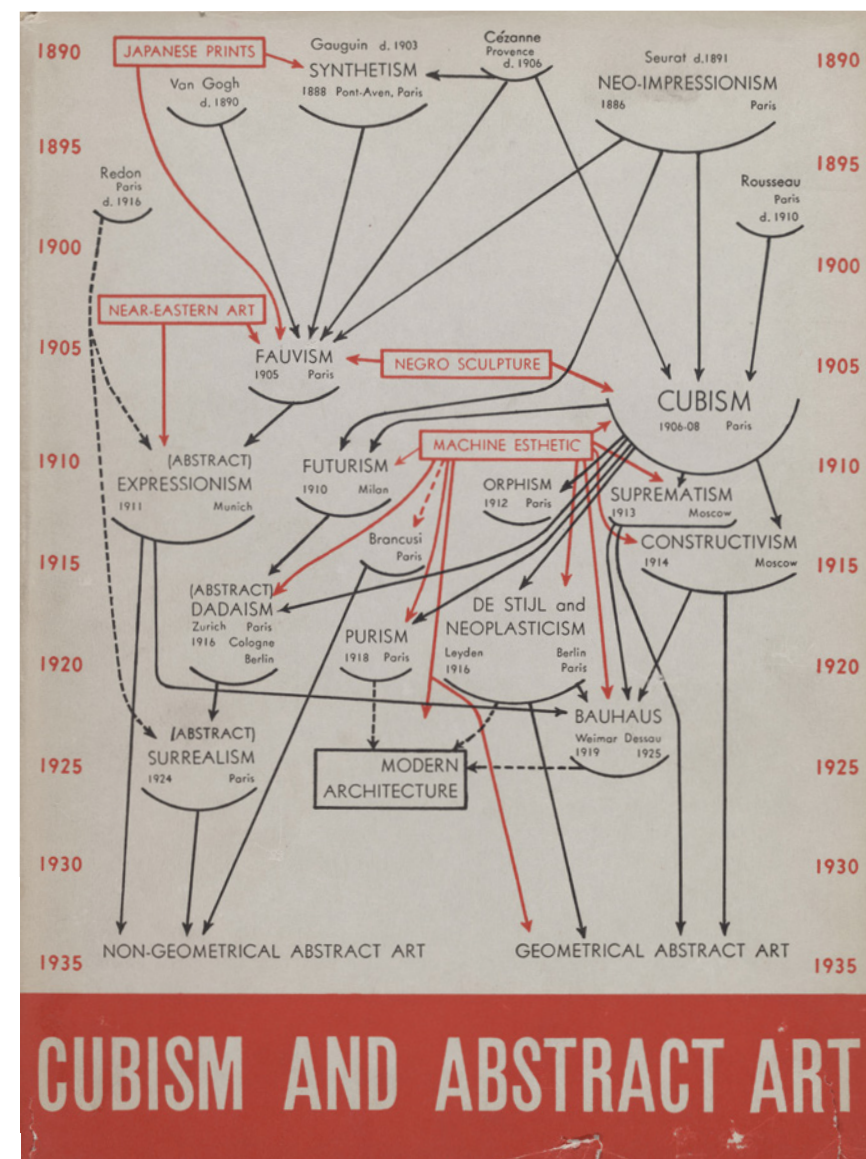 1890
JAPANESE PRINTS
Gauguin d. 1903
SYNTHETISM
1888 Pont-Aven, Paris
Cézanne
Provence
d. 1906
Seurat d.1891
NEO-IMPRESSIONISM
1886 Paris
1890
Van Gogh
d. 1890
1895
1895
Redon
Paris
d. 1916
Rousseau
Paris
d. 1910
1900
1900
NEAR-EASTERN ART
1905
FAUVISM
1905 Paris
NEGRO SCULPTURE
1905
CUBISM
1906-08 Paris
1910
(ABSTRACT)
EXPRESSIONISM
1911 Munich
FUTURISM
1910 Milan
MACHINE ESTHETIC
ORPHISM
1912 Paris
SUPREMATISM
1913 Moscow
1910
Brancusi
Paris
CONSTRUCTIVISM
1914 Moscow
1915
1915
(ABSTRACT)
DADAISM
Zurich Paris
1916 Cologne
Berlin
PURISM
1918 Paris
DE STIJL and
NEOPLASTICISM
Leyden Berlin
1916 Paris
1920
1920
(ABSTRACT)
SURREALISM
1924 Paris
BAUHAUS
Weimar Dessau
1919 1925
1925
MODERN
ARCHITECTURE
1925
1930
1930
NON-GEOMETRICAL ABSTRACT ART
GEOMETRICAL ABSTRACT ART
1935
1935
CUBISM AND ABSTRACT ART